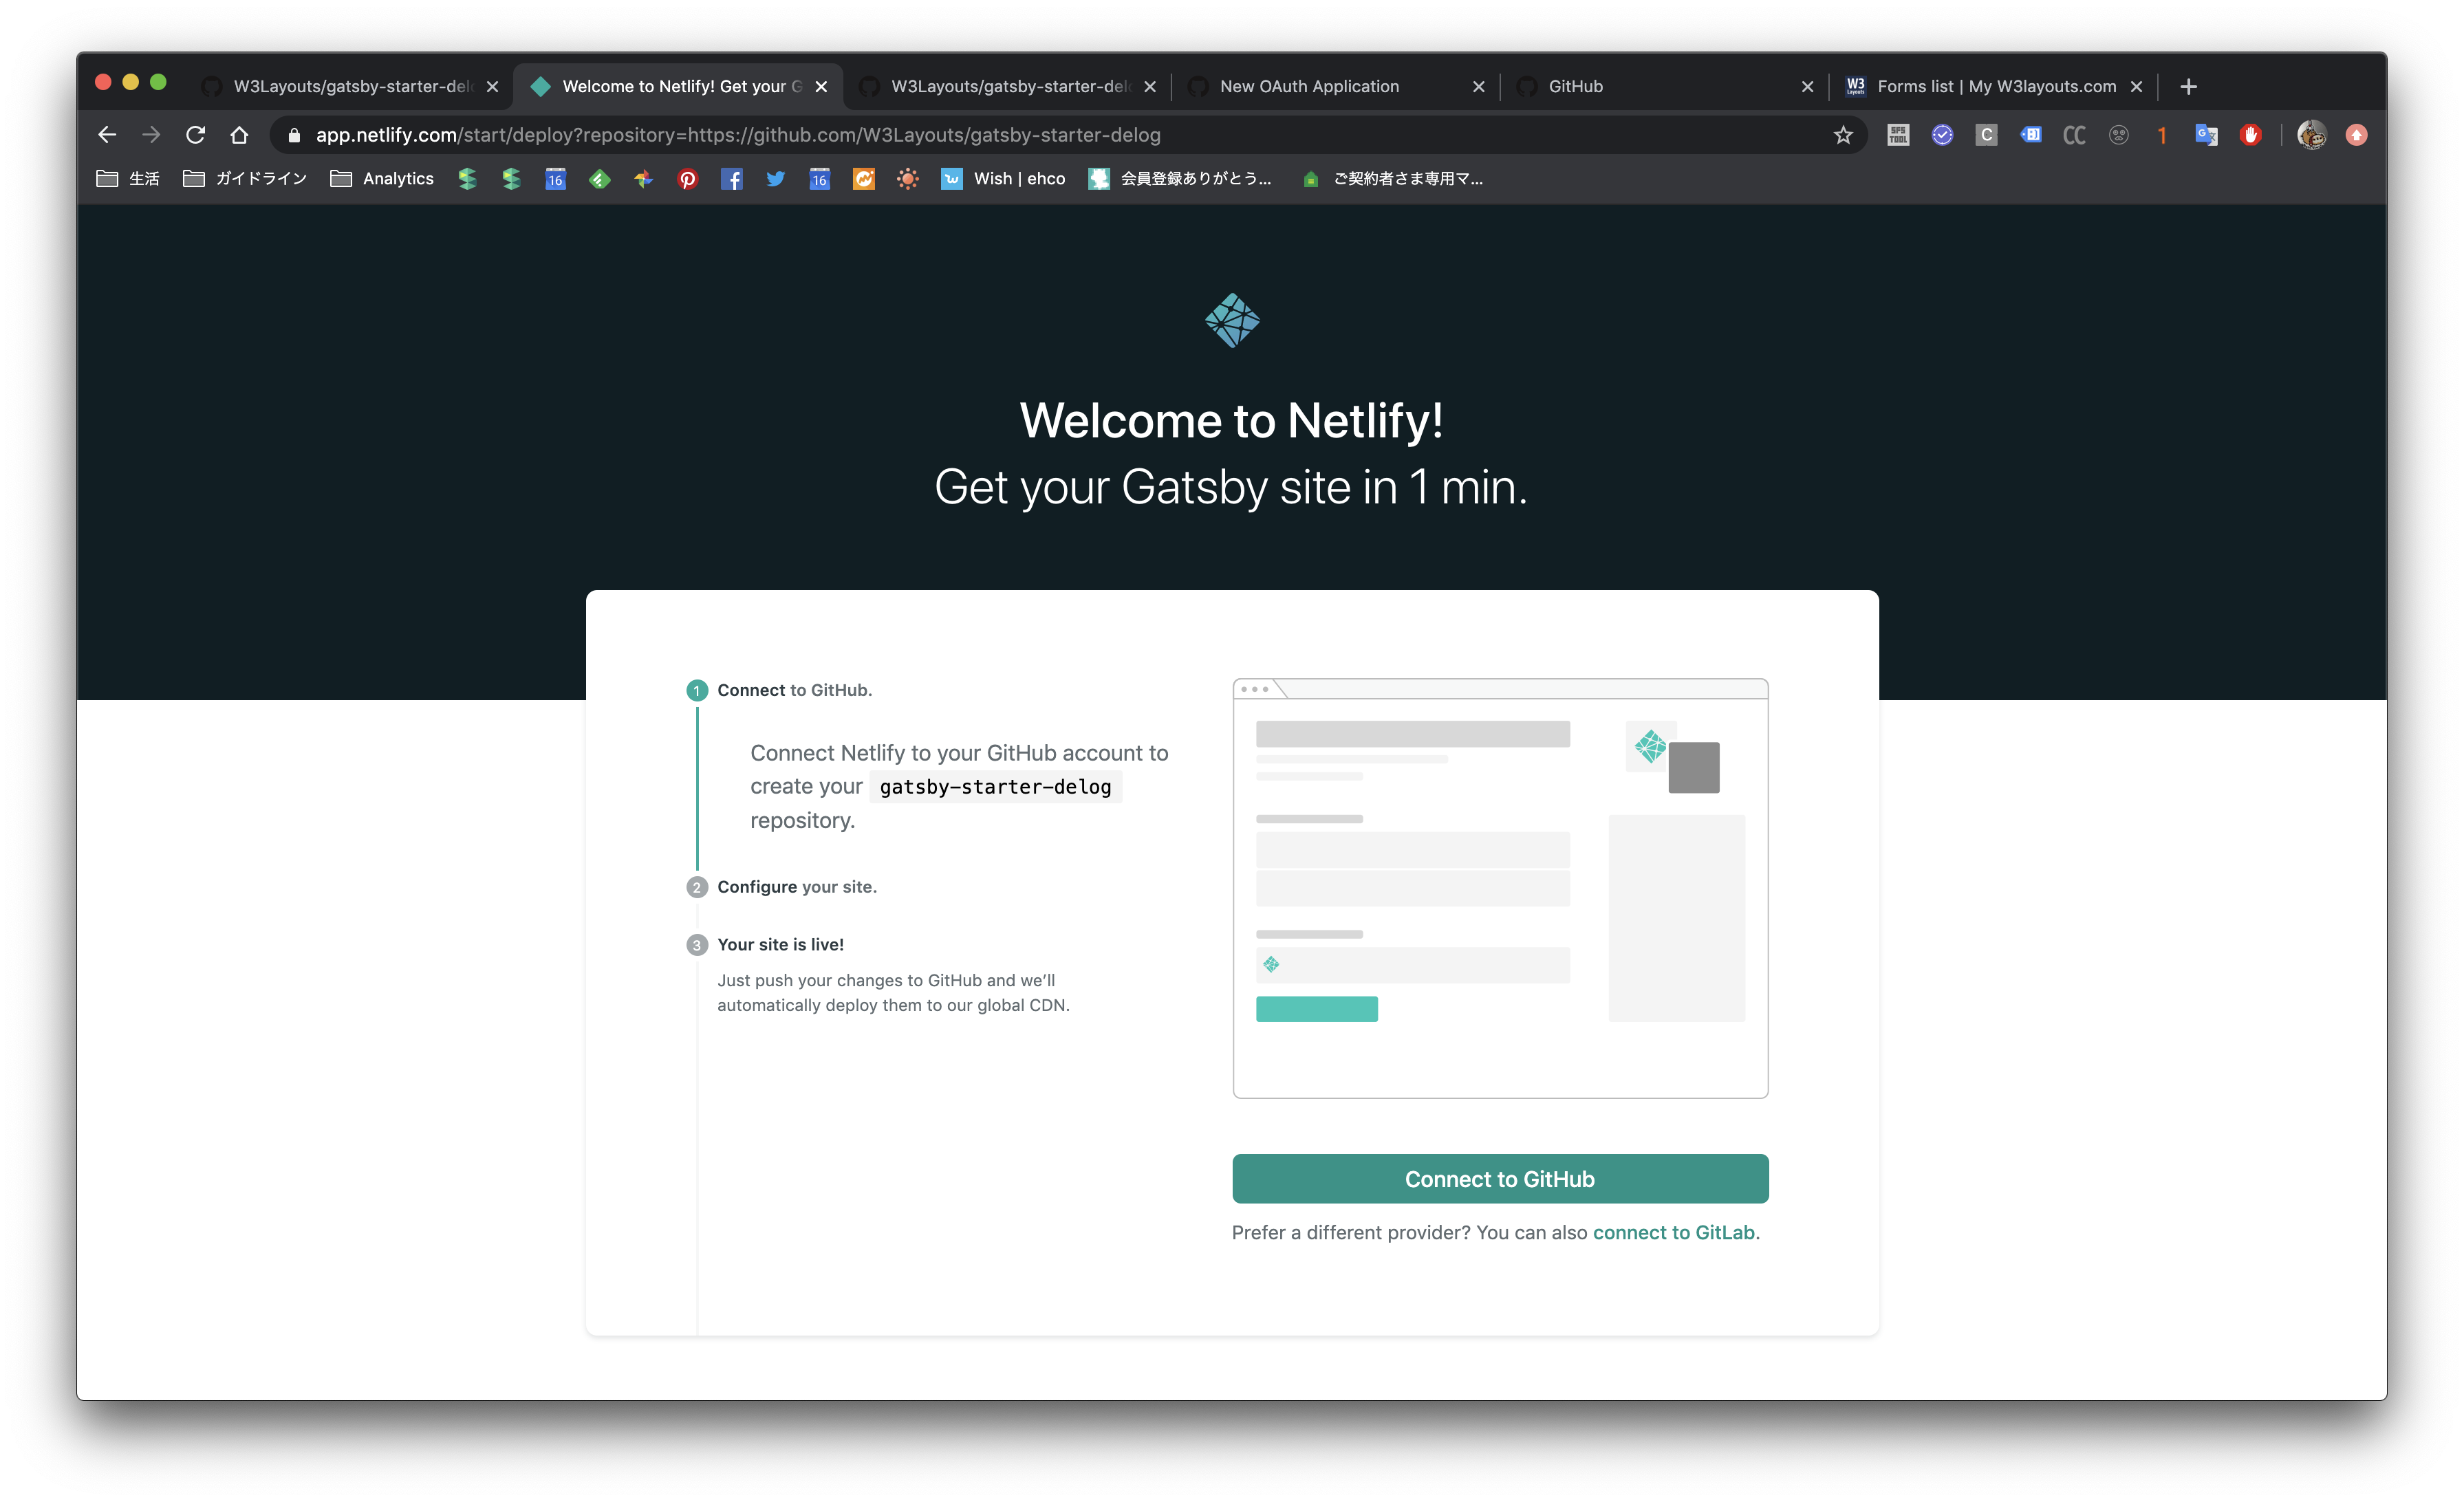 W3Layouts/gatsby-starter-del
Welcome to Netlify! Get your G
W3Layouts/gatsby-starter-del
New OAuth Application
GitHub
W3 Layouts
Forms list | My W3layouts.com
app.netlify.com/start/deploy?repository=https://github.com/W3Layouts/gatsby-starter-delog
SFS TOOL
C
CC
1
生活
ガイドライン
Analytics
16
16
Wish | ehco
会員登録ありがとう...
ご契約者さま専用マ...
Welcome to Netlify!
Get your Gatsby site in 1 min.
1 Connect to GitHub.
Connect Netlify to your GitHub account to
create your gatsby-starter-delog
repository.
2 Configure your site.
3 Your site is live!
Just push your changes to GitHub and we’ll
automatically deploy them to our global CDN.
Connect to GitHub
Prefer a different provider? You can also connect to GitLab.